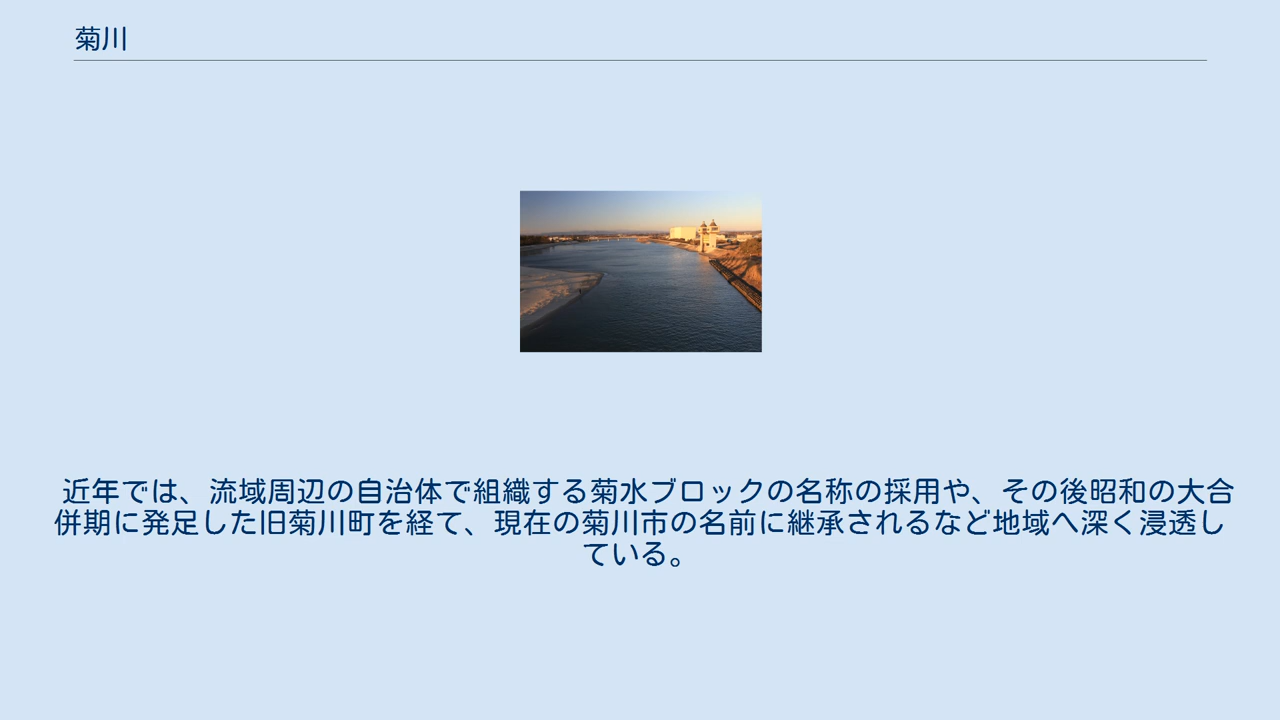 菊川
近年では、流域周辺の自治体で組織する菊水ブロックの名称の採用や、その後昭和の大合
併期に発足した旧菊川町を経て、現在の菊川市の名前に継承されるなど地域へ深く浸透し
ている。